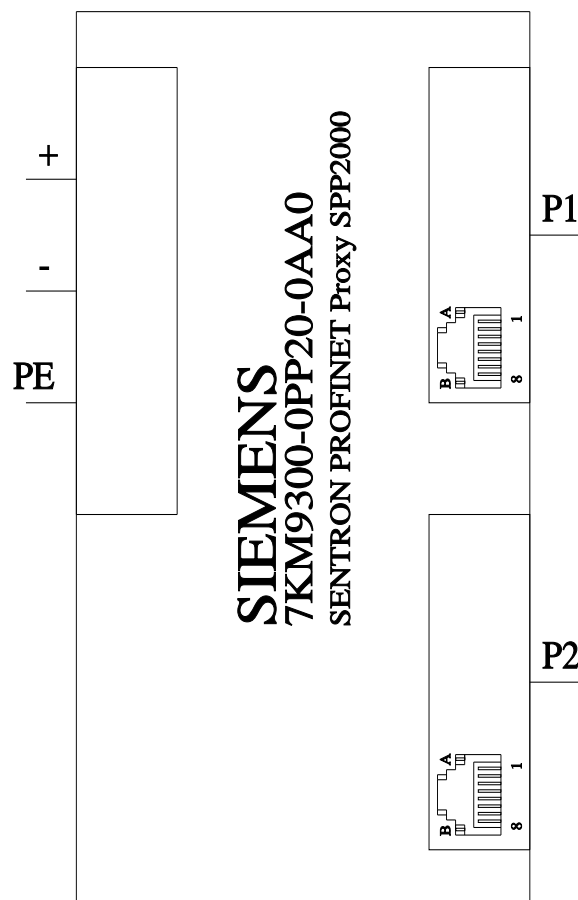 +
-
PE
SIEMENS
7KM9300-0PP20-0AA0
SENTRON PROFINET Proxy SPP2000
P1
A
B
1
8
P2
A
B
1
8